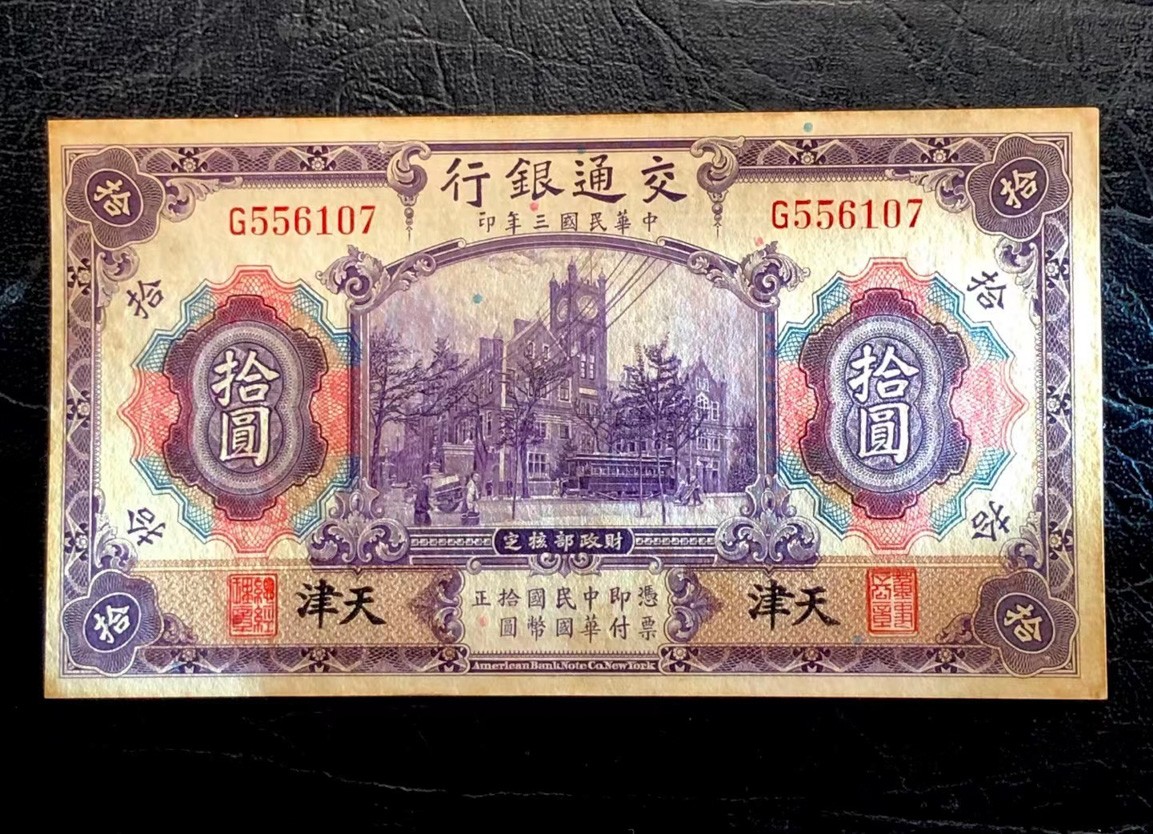 交通銀行
中華民國三年印
G556107
G556107
拾
拾
拾
拾
拾圓
拾圓
拾
拾
財政部核定
天津
天津
憑票即付中華民國國幣拾圓正
拾
拾
American Bank Note Co. New York